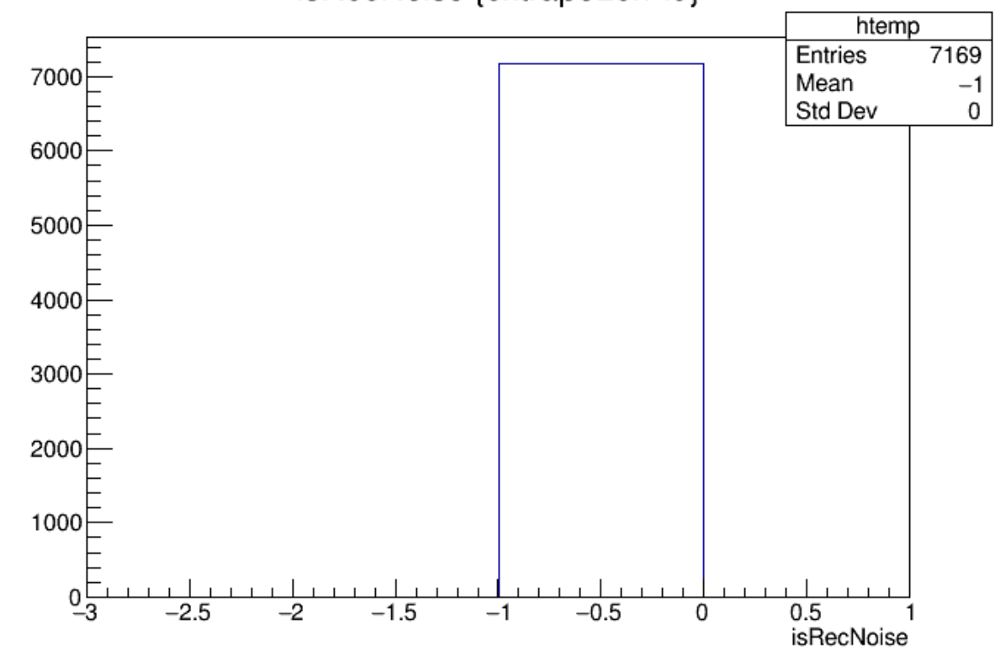 htemp
Entries 7169
Mean −1
Std Dev 0
7000
6000
5000
4000
3000
2000
1000
0
−3 −2.5 −2 −1.5 −1 −0.5 0 0.5 1
isRecNoise